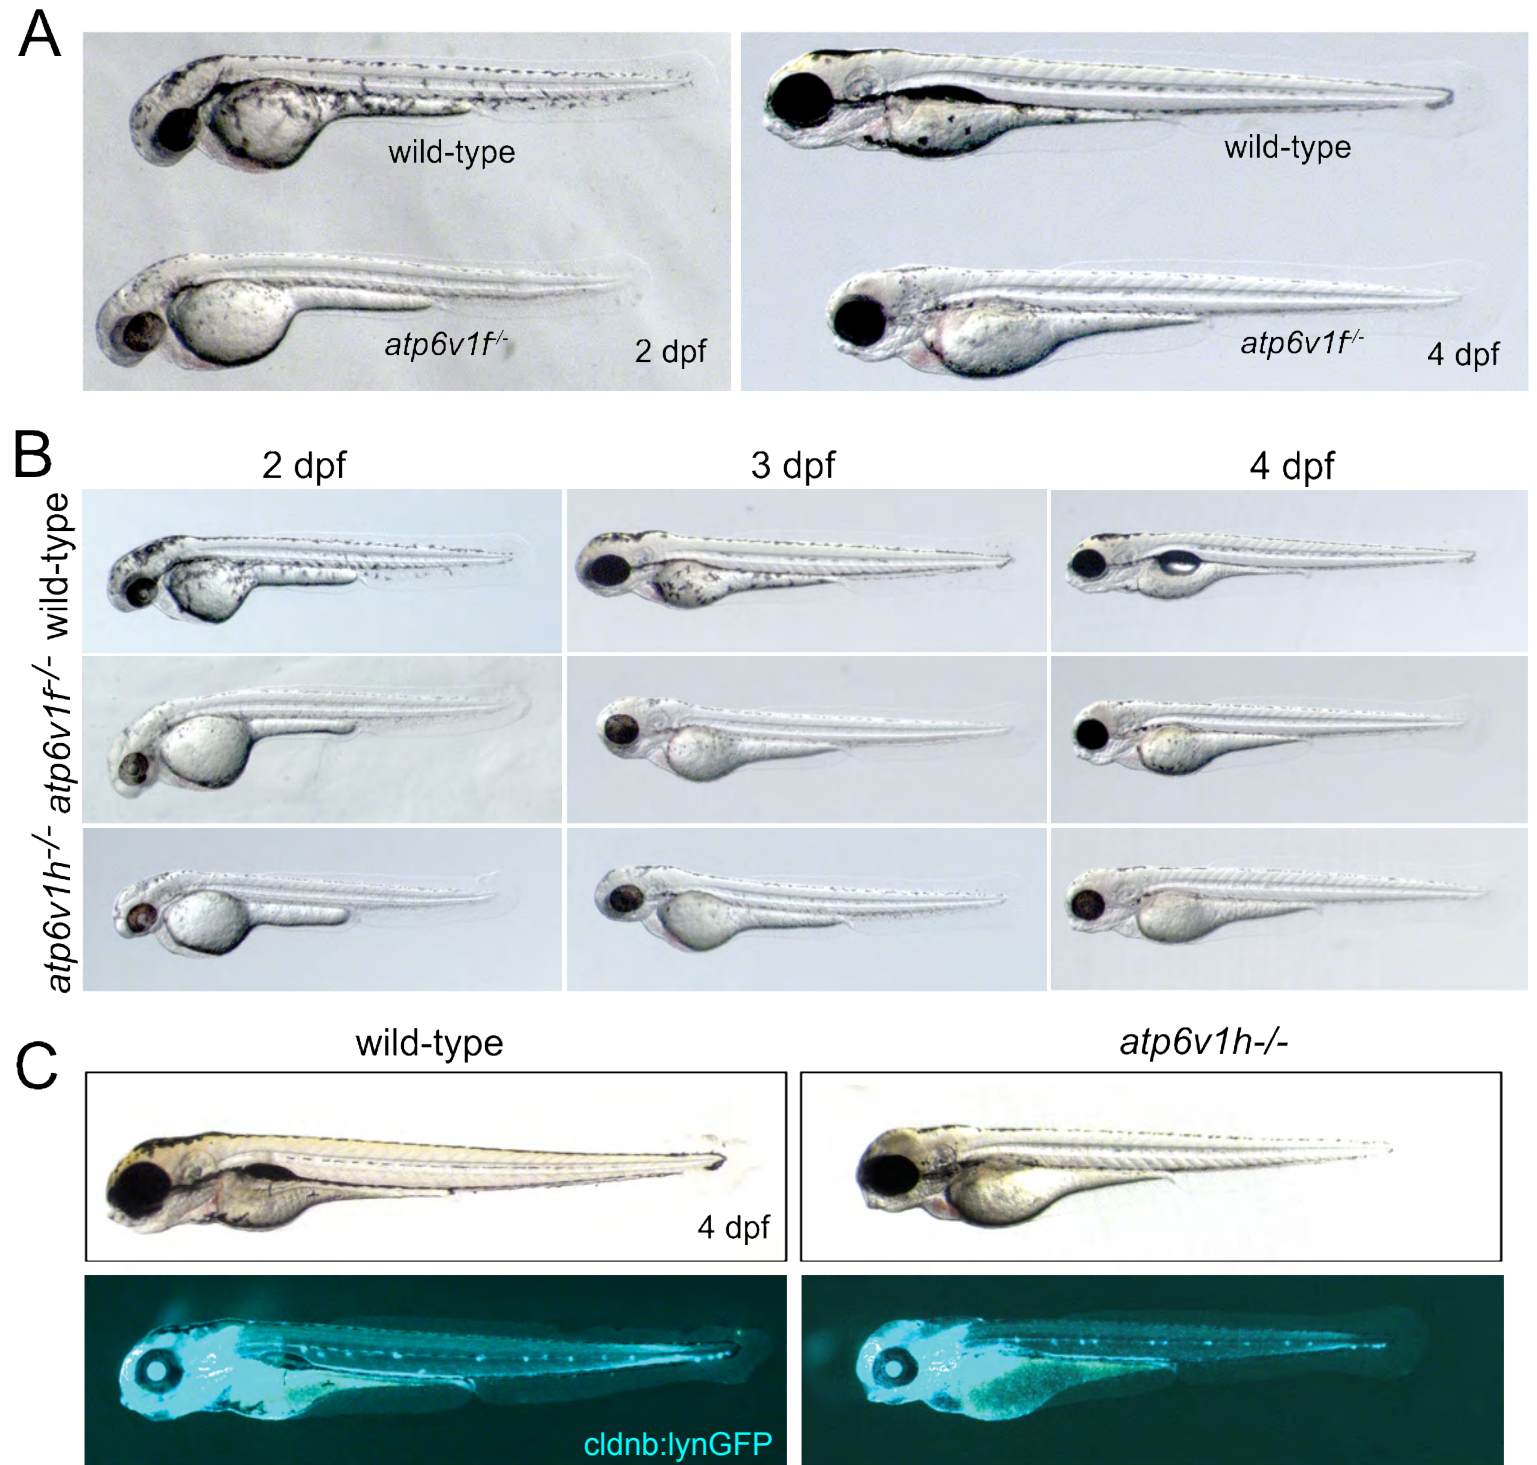 A
wild-type
atp6v1f-/-
2 dpf
wild-type
atp6v1f-/-
4 dpf
B
2 dpf
3 dpf
4 dpf
wild-type
atp6v1f-/-
atp6v1h-/-
C
wild-type
atp6v1h-/-
4 dpf
cldnb:lynGFP